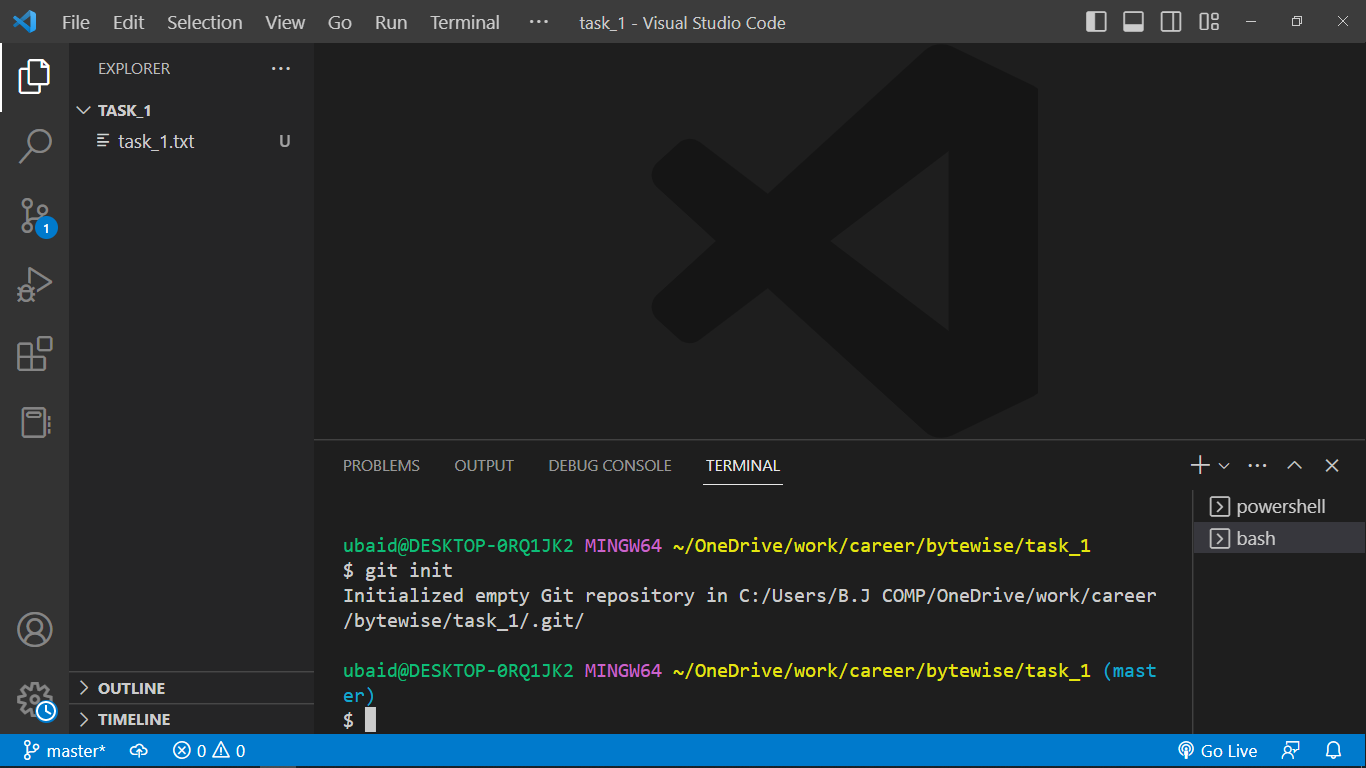 File Edit Selection View Go Run Terminal ··· task_1 - Visual Studio Code
EXPLORER ···
TASK_1
task_1.txt U
1
OUTLINE
TIMELINE
PROBLEMS OUTPUT DEBUG CONSOLE TERMINAL ···
powershell
bash
ubaid@DESKTOP-0RQ1JK2 MINGW64 ~/OneDrive/work/career/bytewise/task_1
$ git init
Initialized empty Git repository in C:/Users/B.J COMP/OneDrive/work/career
/bytewise/task_1/.git/
ubaid@DESKTOP-0RQ1JK2 MINGW64 ~/OneDrive/work/career/bytewise/task_1 (mast
er)
$
master* 0 0 Go Live